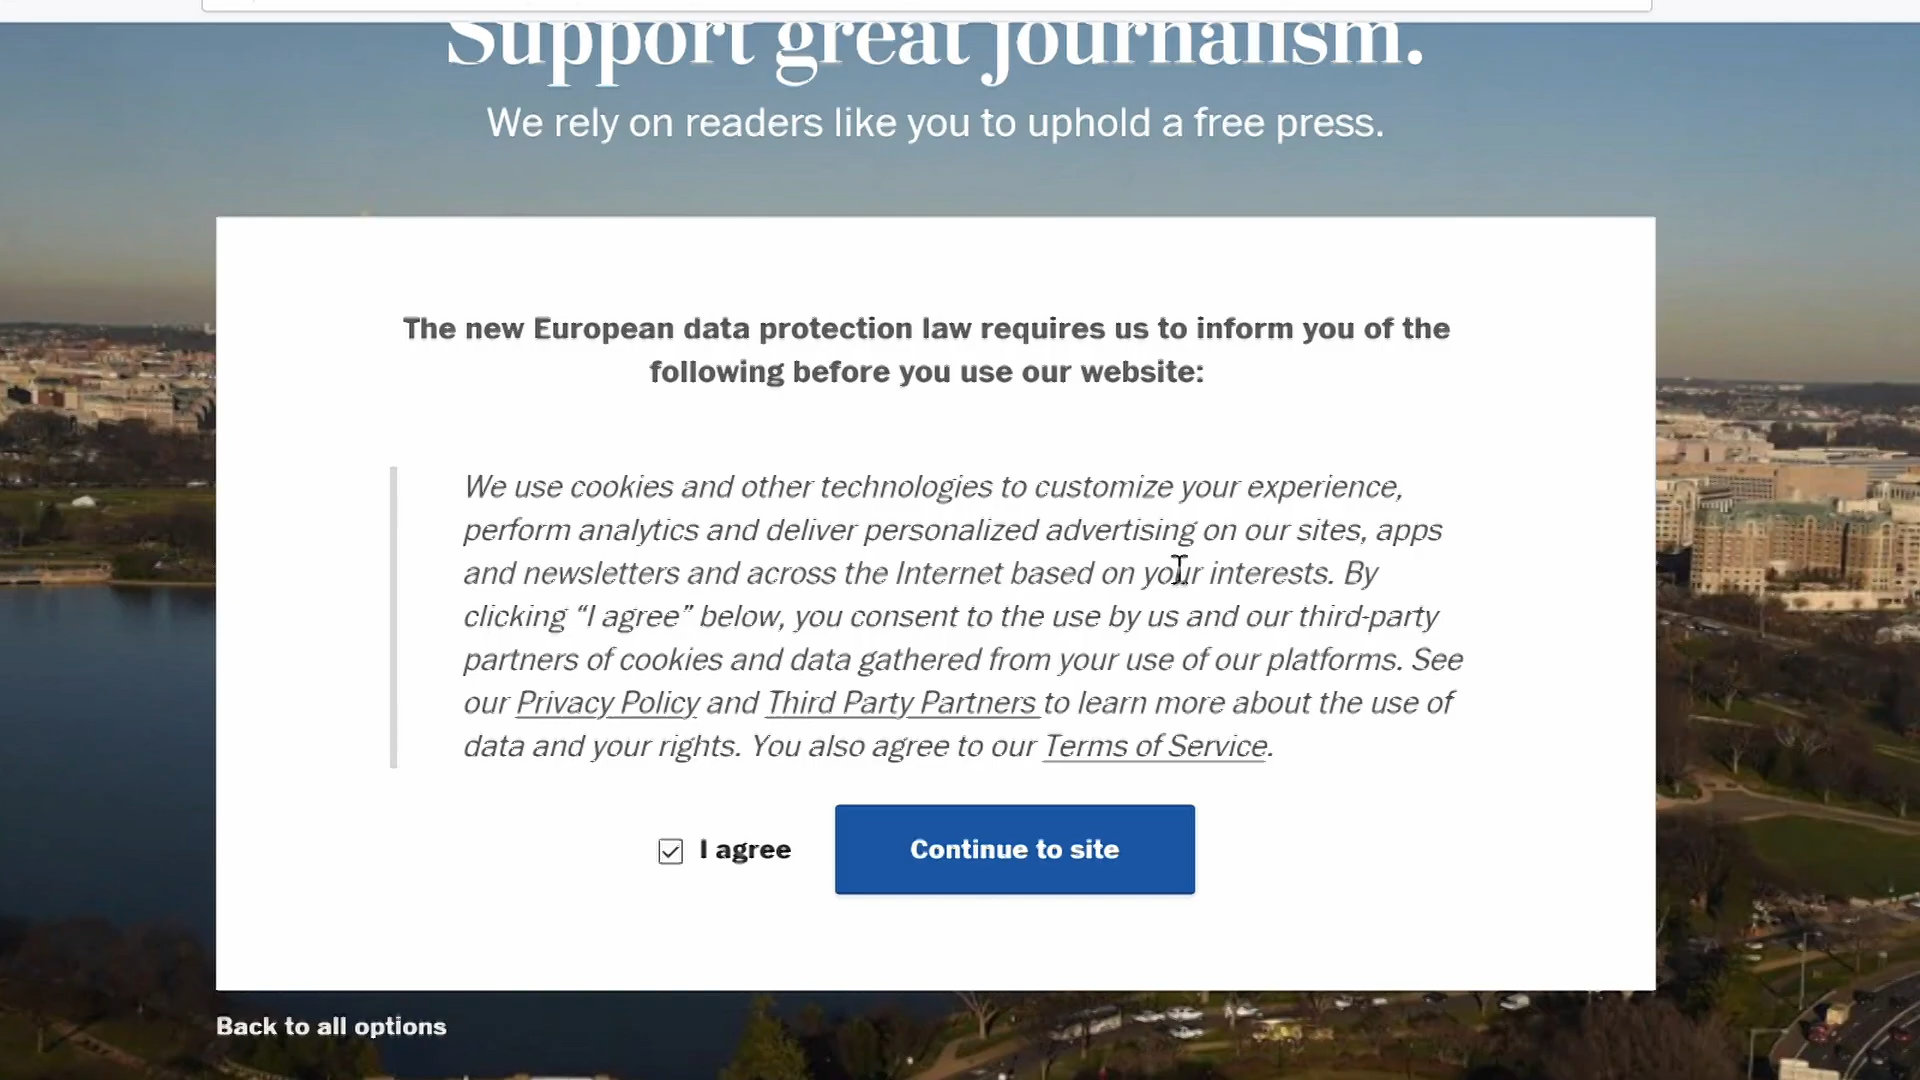 Support great journalism.
We rely on readers like you to uphold a free press.
The new European data protection law requires us to inform you of the
following before you use our website:
We use cookies and other technologies to customize your experience,
perform analytics and deliver personalized advertising on our sites, apps
and newsletters and across the Internet based on your interests. By
clicking “I agree” below, you consent to the use by us and our third-party
partners of cookies and data gathered from your use of our platforms. See
our Privacy Policy and Third Party Partners to learn more about the use of
data and your rights. You also agree to our Terms of Service.
I agree
Continue to site
Back to all options